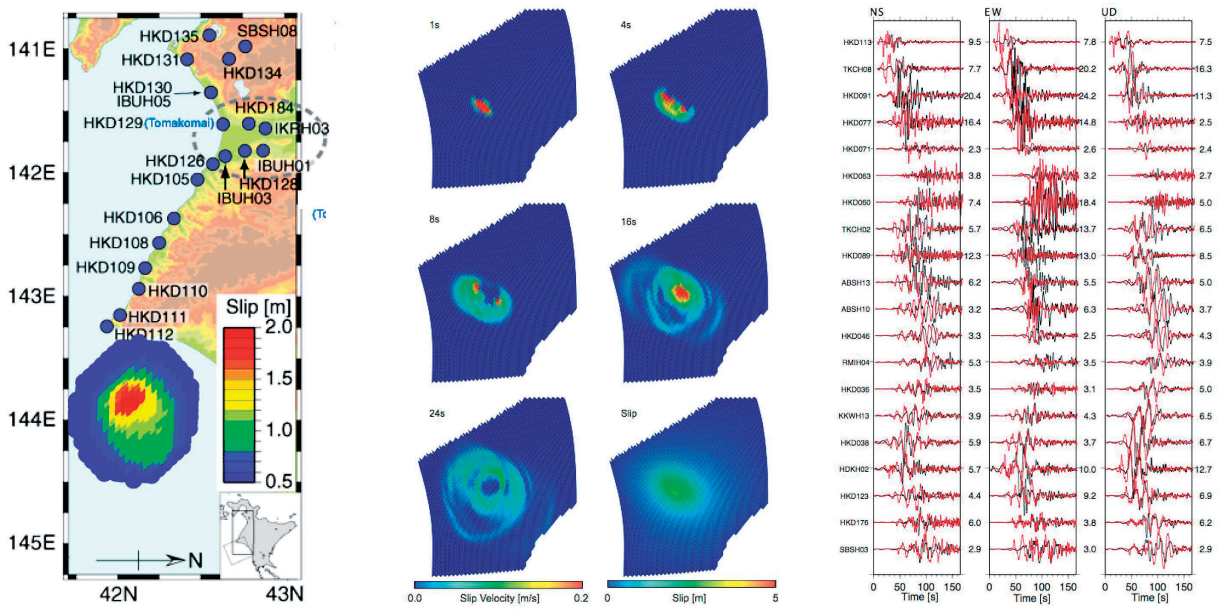 141E
142E
143E
144E
145E
42N
43N
HKD135
SBSH08
HKD131
HKD134
HKD130
IBUH05
HKD184
HKD129 (Tomakomai)
IKRH03
HKD126
IBUH01
HKD105
HKD128
IBUH03
HKD106
HKD108
HKD109
HKD110
HKD111
HKD112
Slip [m]
2.0
1.5
1.0
0.5
N
1s
4s
8s
16s
24s
Slip
0.0
Slip Velocity [m/s]
0.2
0
Slip [m]
5
NS EW UD
HKD113 9.5 7.8 7.5
TKCH08 7.7 20.2 16.3
HKD091 20.4 24.2 11.3
HKD077 16.4 14.8 2.5
HKD071 2.3 2.6 2.4
HKD063 3.8 3.2 2.7
HKD060 7.4 18.4 5.0
TKCH02 5.7 13.7 6.5
HKD089 12.3 13.0 8.5
ABSH13 6.2 5.5 5.0
ABSH10 3.2 6.3 3.7
HKD046 3.3 2.5 4.3
RMIH04 5.3 3.5 3.9
HKD036 3.5 3.1 5.0
KKWH13 3.9 4.3 6.5
HKD038 5.9 3.7 6.7
HDKH02 5.7 10.0 12.7
HKD123 4.4 9.2 6.9
HKD176 6.0 3.8 6.2
SBSH03 2.9 3.0 2.9
0 50 100 150 0 50 100 150 0 50 100 150
Time [s] Time [s] Time [s]